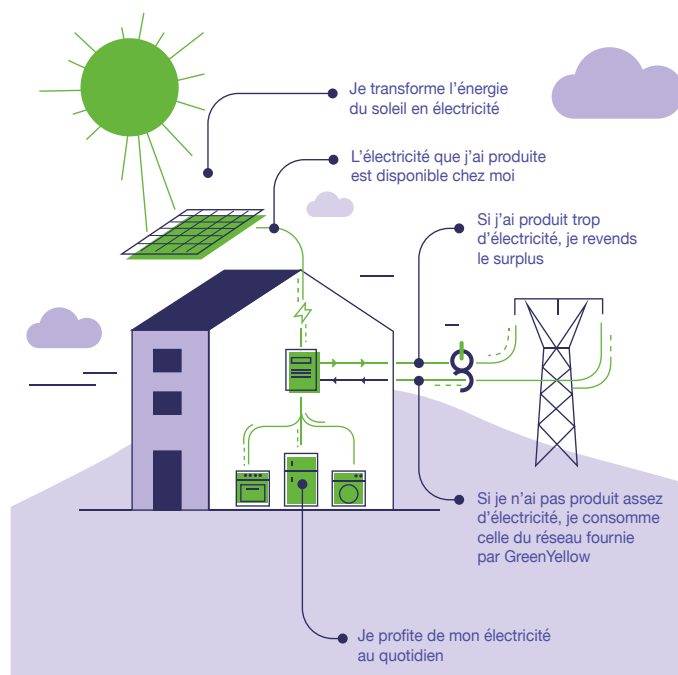 Je transforme l’énergie
du soleil en électricité
L’électricité que j’ai produite
est disponible chez moi
Si j’ai produit trop
d’électricité, je revends
le surplus
Si je n’ai pas produit assez
d’électricité, je consomme
celle du réseau fournie
par GreenYellow
Je profite de mon électricité
au quotidien